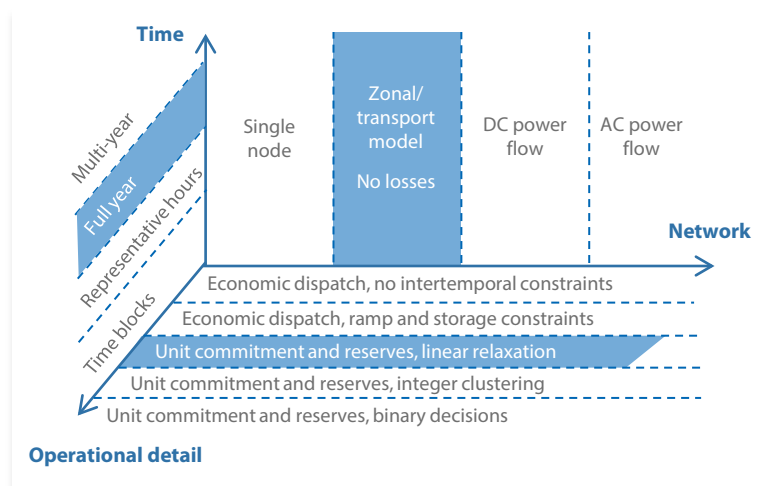 Time
Multi-year
Full year
Representative hours
Time blocks
Single
node
Zonal/
transport
model
No losses
DC power
flow
AC power
flow
Network
Economic dispatch, no intertemporal constraints
Economic dispatch, ramp and storage constraints
Unit commitment and reserves, linear relaxation
Unit commitment and reserves, integer clustering
Unit commitment and reserves, binary decisions
Operational detail